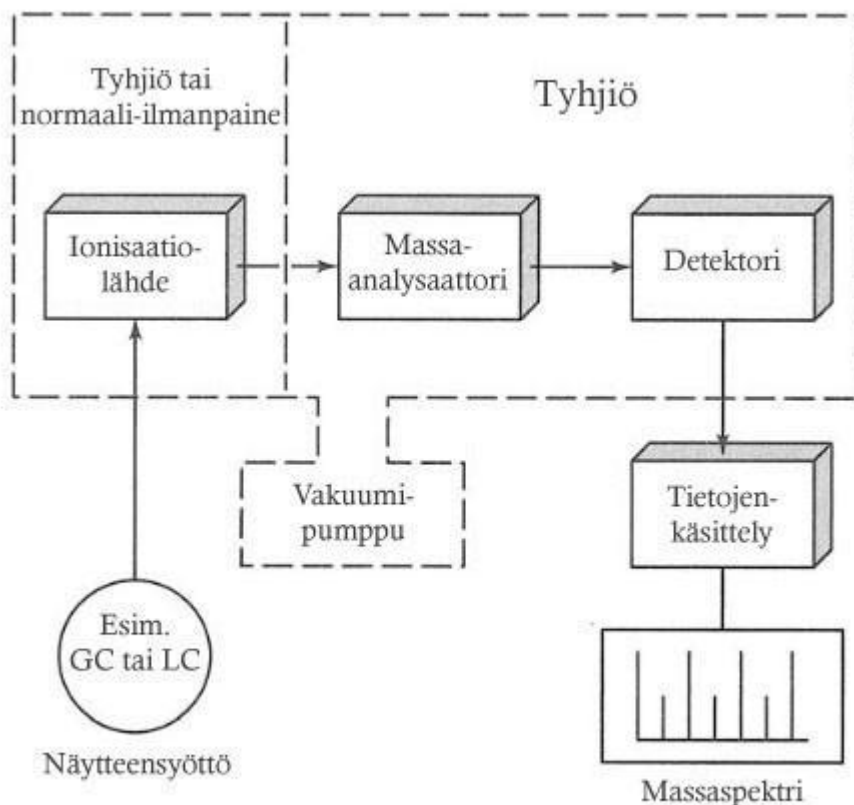 Tyhjiö tai
normaali-ilmanpaine
Tyhjiö
Ionisaatio-
lähde
Massa-
analysaattori
Detektori
Vakuumi-
pumppu
Tietojen-
käsittely
Esim.
GC tai LC
Näytteensyöttö
Massaspektri